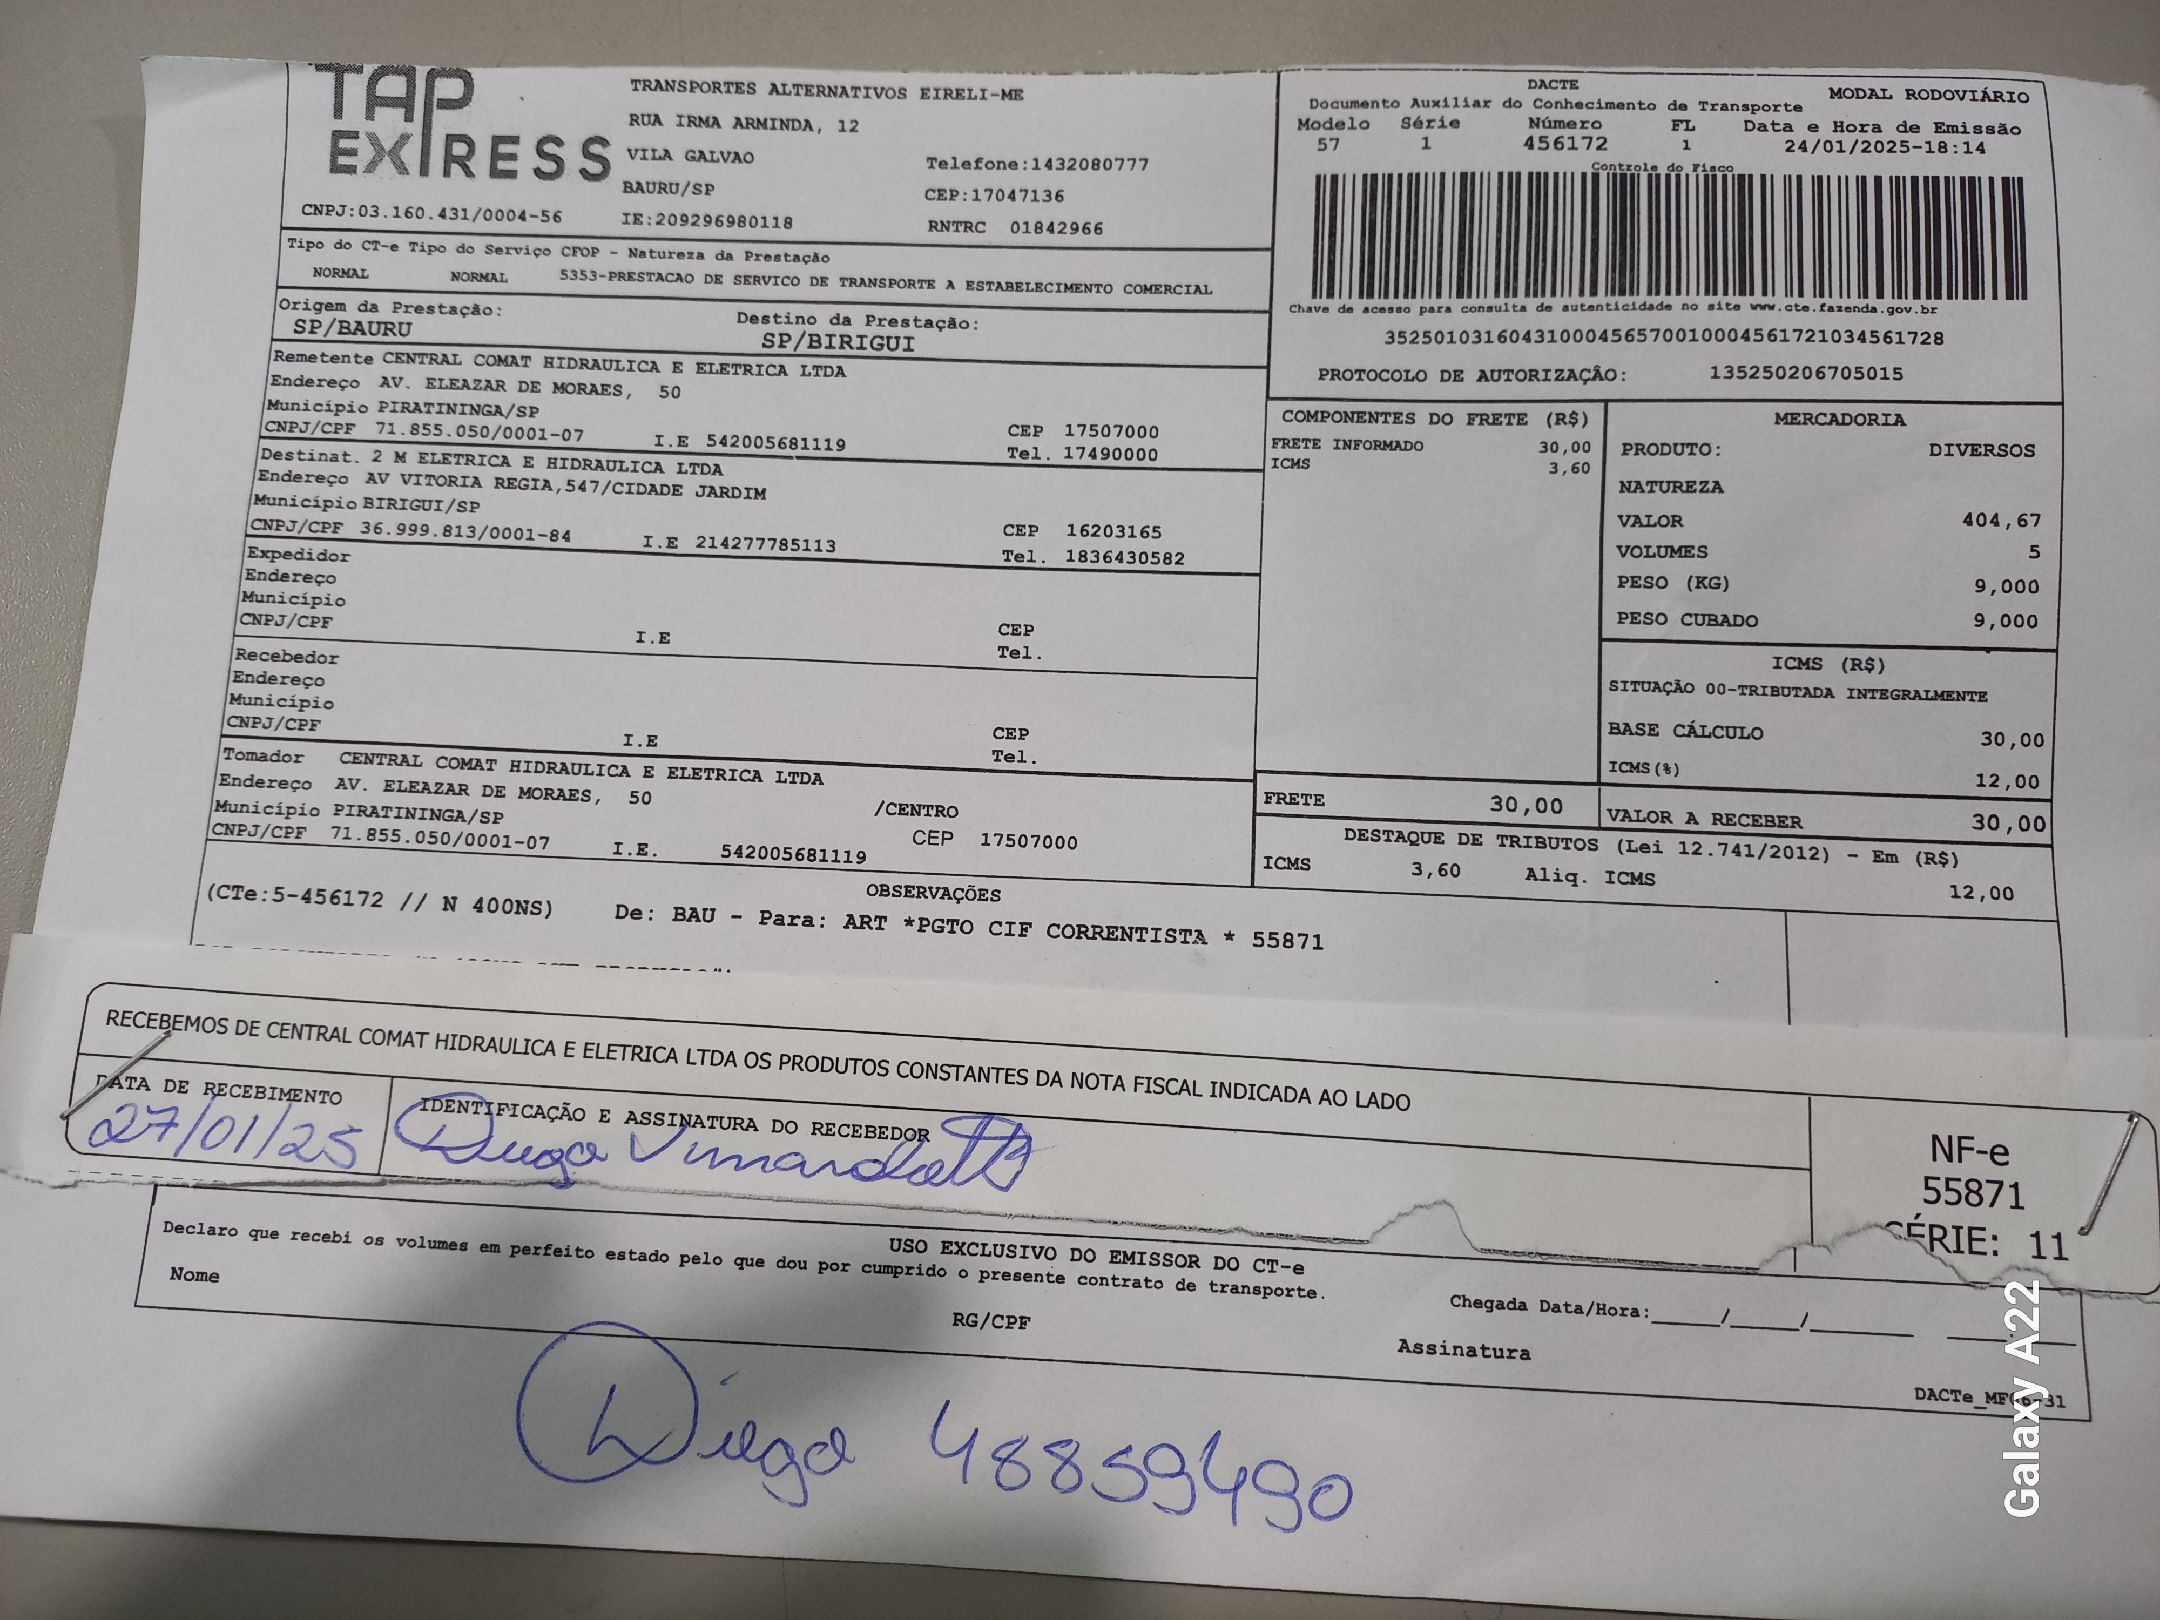 TAP EXPRESS
TRANSPORTES ALTERNATIVOS EIRELI-ME
RUA IRMA ARMINDA, 12
VILA GALVAO Telefone:1432080777
BAURU/SP CEP:17047136
CNPJ:03.160.431/0004-56 IE:209296980118 RNTRC 01842966
DACTE MODAL RODOVIÁRIO
Documento Auxiliar do Conhecimento de Transporte
Modelo Série Número FL Data e Hora de Emissão
57 1 456172 1 24/01/2025-18:14
Controle do Fisco
Chave de acesso para consulta de autenticidade no site www.cte.fazenda.gov.br
35250103160431000456570010004561721034561728
PROTOCOLO DE AUTORIZAÇÂO: 135250206705015
Tipo do CT-e Tipo do Serviço CFOP - Natureza da Prestação
NORMAL NORMAL 5353-PRESTACAO DE SERVICO DE TRANSPORTE A ESTABELECIMENTO COMERCIAL
Origem da Prestação: Destino da Prestação:
SP/BAURU SP/BIRIGUI
Remetente CENTRAL COMAT HIDRAULICA E ELETRICA LTDA
Endereço AV. ELEAZAR DE MORAES, 50
Município PIRATININGA/SP CEP 17507000
CNPJ/CPF 71.855.050/0001-07 I.E 542005681119 Tel. 17490000
Destinat. 2 M ELETRICA E HIDRAULICA LTDA
Endereço AV VITORIA REGIA,547/CIDADE JARDIM
Município BIRIGUI/SP CEP 16203165
CNPJ/CPF 36.999.813/0001-84 I.E 214277785113 Tel. 1836430582
Expedidor
Endereço
Município CEP
CNPJ/CPF I.E Tel.
Recebedor
Endereço
Município CEP
CNPJ/CPF I.E Tel.
Tomador CENTRAL COMAT HIDRAULICA E ELETRICA LTDA
Endereço AV. ELEAZAR DE MORAES, 50 /CENTRO
Município PIRATININGA/SP CEP 17507000
CNPJ/CPF 71.855.050/0001-07 I.E. 542005681119
COMPONENTES DO FRETE (R$)
FRETE INFORMADO 30,00
ICMS 3,60
MERCADORIA
PRODUTO: DIVERSOS
NATUREZA
VALOR 404,67
VOLUMES 5
PESO (KG) 9,000
PESO CUBADO 9,000
ICMS (R$)
SITUAÇÃO 00-TRIBUTADA INTEGRALMENTE
BASE CÁLCULO 30,00
ICMS(%) 12,00
FRETE 30,00 VALOR A RECEBER 30,00
DESTAQUE DE TRIBUTOS (Lei 12.741/2012) - Em (R$)
ICMS 3,60 Aliq. ICMS 12,00
OBSERVAÇÕES
(CTe:5-456172 // N 400NS) De: BAU - Para: ART *PGTO CIF CORRENTISTA * 55871
RECEBEMOS DE CENTRAL COMAT HIDRAULICA E ELETRICA LTDA OS PRODUTOS CONSTANTES DA NOTA FISCAL INDICADA AO LADO
DATA DE RECEBIMENTO IDENTIFICAÇÃO E ASSINATURA DO RECEBEDOR
27/01/25 Diego
NF-e
55871
SÉRIE: 11
USO EXCLUSIVO DO EMISSOR DO CT-e
Declaro que recebi os volumes em perfeito estado pelo que dou por cumprido o presente contrato de transporte.
Nome RG/CPF Assinatura Chegada Data/Hora:____/____/______ ____:____
DACTe_MF06-31
Diego 48859490
Galaxy A22